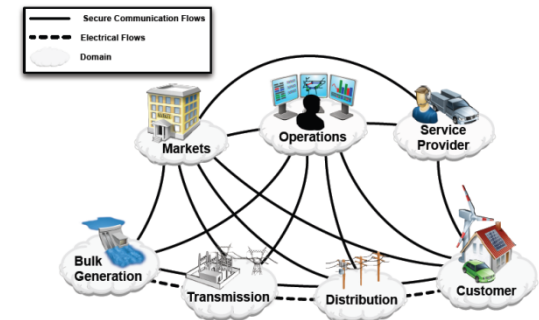 Secure Communication Flows
Electrical Flows
Domain
Markets
Operations
Service
Provider
Bulk
Generation
Transmission
Distribution
Customer